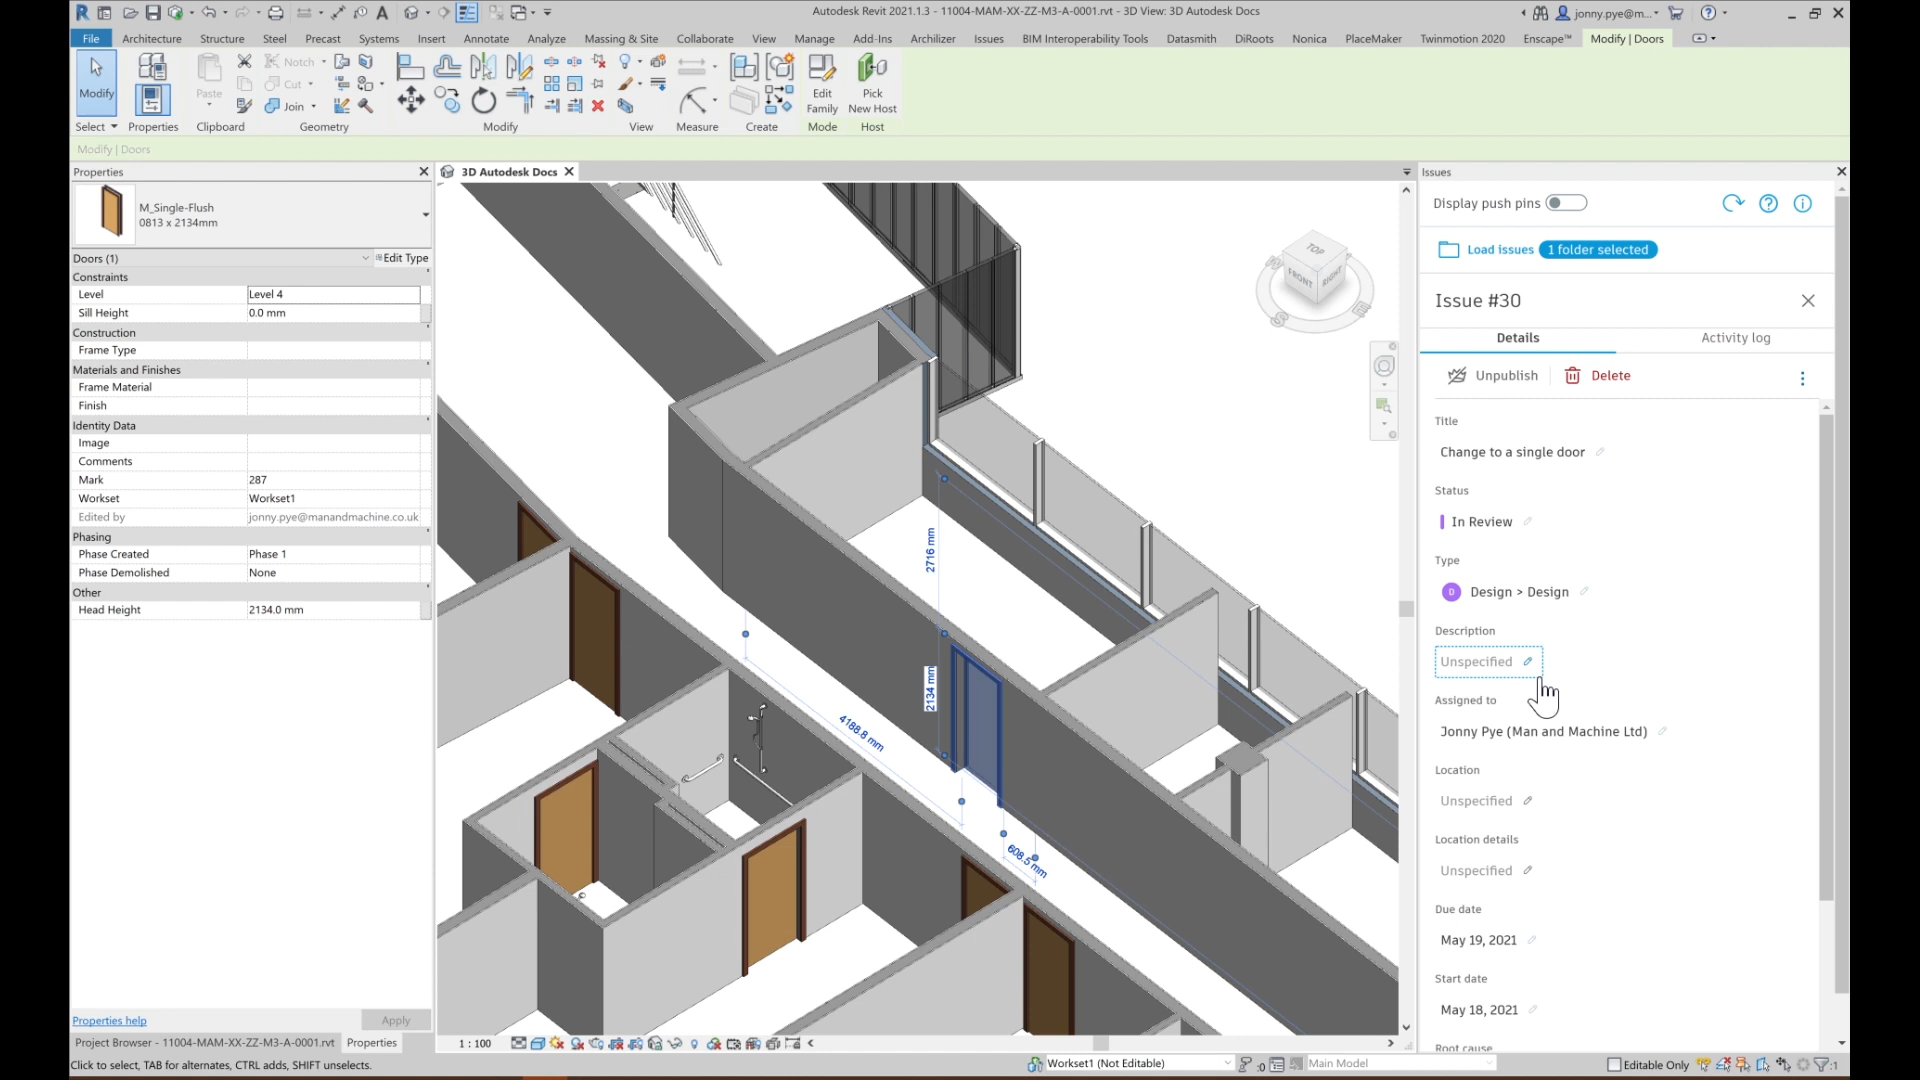 Autodesk Revit 2021.1.3 - 11004-MAM-XX-ZZ-M3-A-0001.rvt - 3D View: 3D Autodesk Docs
jonny.pye@m...
File Architecture Structure Steel Precast Systems Insert Annotate Analyze Massing & Site Collaborate View Manage Add-Ins Archilizer Issues BIM Interoperability Tools Datasmith DiRoots Nonica PlaceMaker Twinmotion 2020 Enscape™ Modify | Doors
Modify
Paste
Notch
Cut
Join
Edit Family
Pick New Host
Select Properties Clipboard Geometry Modify View Measure Create Mode Host
Modify | Doors
Properties
M_Single-Flush
0813 x 2134mm
Doors (1) Edit Type
Constraints
Level Level 4
Sill Height 0.0 mm
Construction
Frame Type
Materials and Finishes
Frame Material
Finish
Identity Data
Image
Comments
Mark 287
Workset Workset1
Edited by jonny.pye@manandmachine.co.uk
Phasing
Phase Created Phase 1
Phase Demolished None
Other
Head Height 2134.0 mm
Properties help Apply
Project Browser - 11004-MAM-XX-ZZ-M3-A-0001.rvt Properties
3D Autodesk Docs
TOP
FRONT
RIGHT
W
S
E
2716 mm
2134 mm
4188.8 mm
608.5 mm
1 : 100
Issues
Display push pins
Load issues 1 folder selected
Issue #30
Details Activity log
Unpublish Delete
Title
Change to a single door
Status
In Review
Type
D Design > Design
Description
Unspecified
Assigned to
Jonny Pye (Man and Machine Ltd)
Location
Unspecified
Location details
Unspecified
Due date
May 19, 2021
Start date
May 18, 2021
Root cause
Click to select, TAB for alternates, CTRL adds, SHIFT unselects.
Workset1 (Not Editable) :0 Main Model Editable Only :1